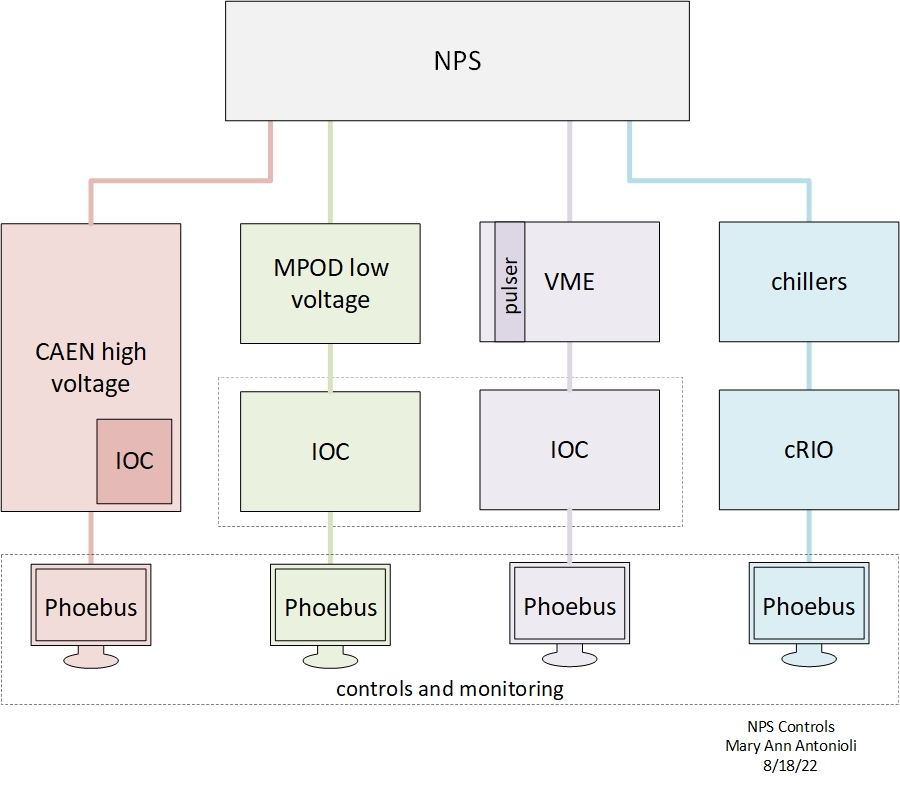 NPS
CAEN high
voltage
IOC
MPOD low
voltage
IOC
pulser
VME
IOC
chillers
cRIO
Phoebus
Phoebus
Phoebus
Phoebus
controls and monitoring
NPS Controls
Mary Ann Antonioli
8/18/22